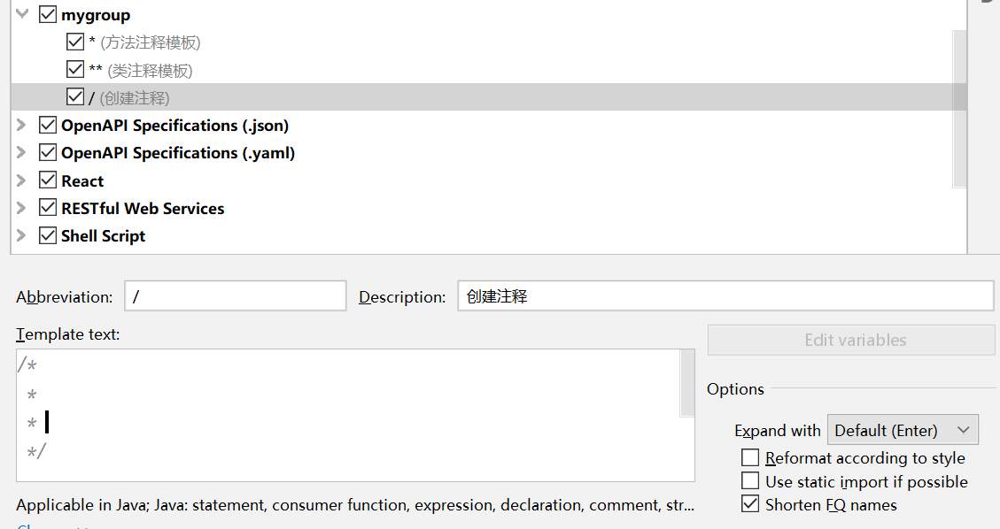 mygroup
* (方法注释模板)
** (类注释模板)
/ (创建注释)
OpenAPI Specifications (.json)
OpenAPI Specifications (.yaml)
React
RESTful Web Services
Shell Script
Abbreviation: / Description: 创建注释
Template text:
Edit variables
/*
*
*
*/
Options
Expand with Default (Enter)
Reformat according to style
Use static import if possible
Shorten FQ names
Applicable in Java; Java: statement, consumer function, expression, declaration, comment, str...